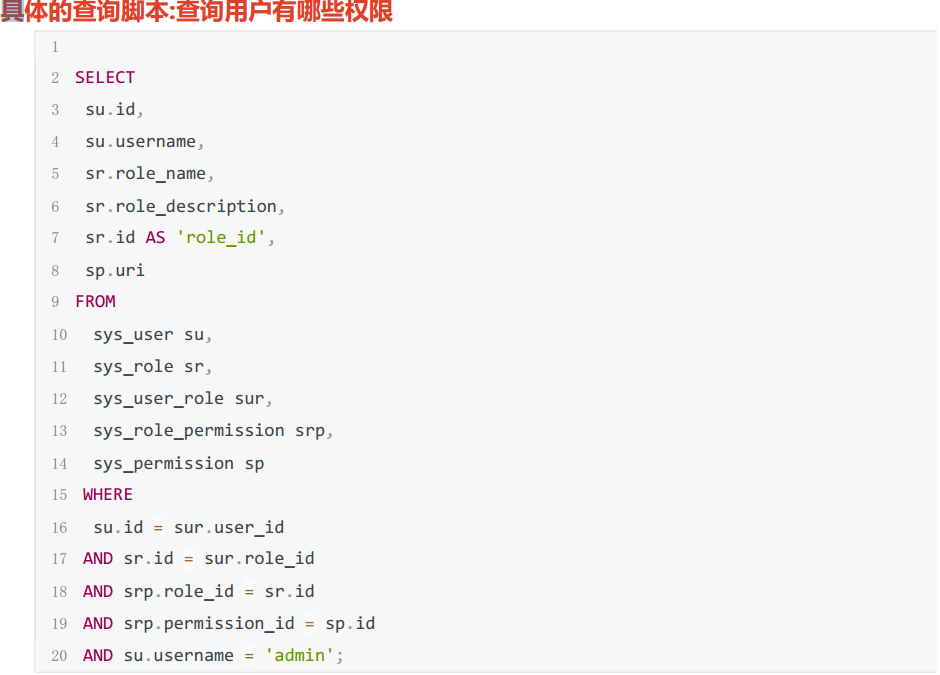 具体的查询脚本:查询用户有哪些权限
1
2 SELECT
3 su.id,
4 su.username,
5 sr.role_name,
6 sr.role_description,
7 sr.id AS 'role_id',
8 sp.uri
9 FROM
10 sys_user su,
11 sys_role sr,
12 sys_user_role sur,
13 sys_role_permission srp,
14 sys_permission sp
15 WHERE
16 su.id = sur.user_id
17 AND sr.id = sur.role_id
18 AND srp.role_id = sr.id
19 AND srp.permission_id = sp.id
20 AND su.username = 'admin';